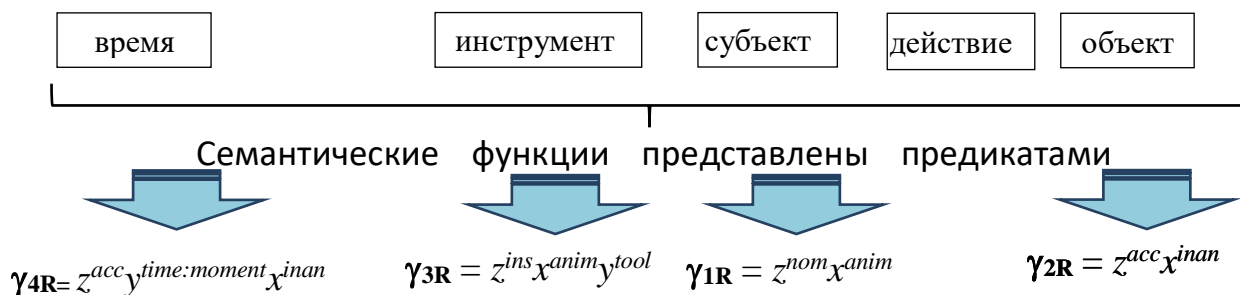 время инструмент субъект действие объект
Семантические функции представлены предикатами
γ4R= z^acc y^time:moment x^inan γ3R = z^ins x^anim y^tool γ1R = z^nom x^anim γ2R = z^acc x^inan